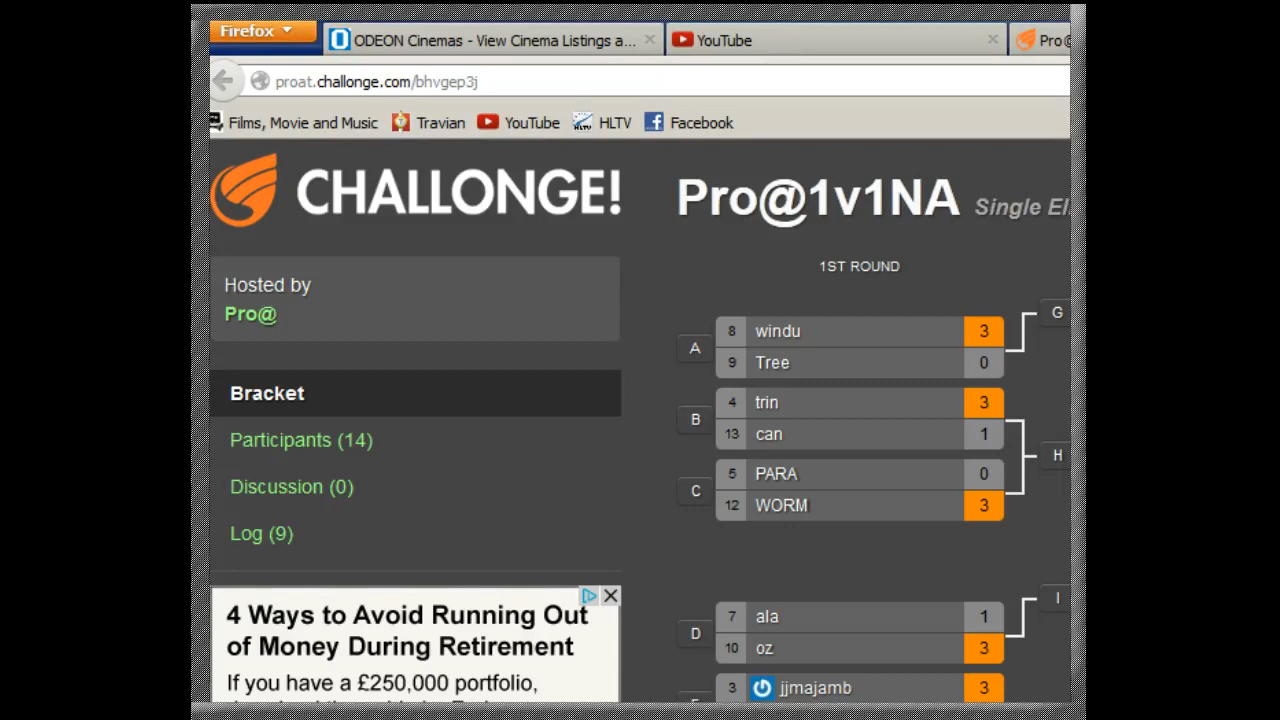 Firefox
ODEON Cinemas - View Cinema Listings a...
YouTube
Pro@
proat.challonge.com/bhvgep3j
Films, Movie and Music
Travian
YouTube
HLTV
Facebook
CHALLONGE!
Pro@1v1NA Single El
Hosted by
Pro@
Bracket
Participants (14)
Discussion (0)
Log (9)
4 Ways to Avoid Running Out
of Money During Retirement
If you have a £250,000 portfolio,
1ST ROUND
A
8 windu 3
9 Tree 0
G
B
4 trin 3
13 can 1
H
C
5 PARA 0
12 WORM 3
D
7 ala 1
10 oz 3
I
3 jjmajamb 3